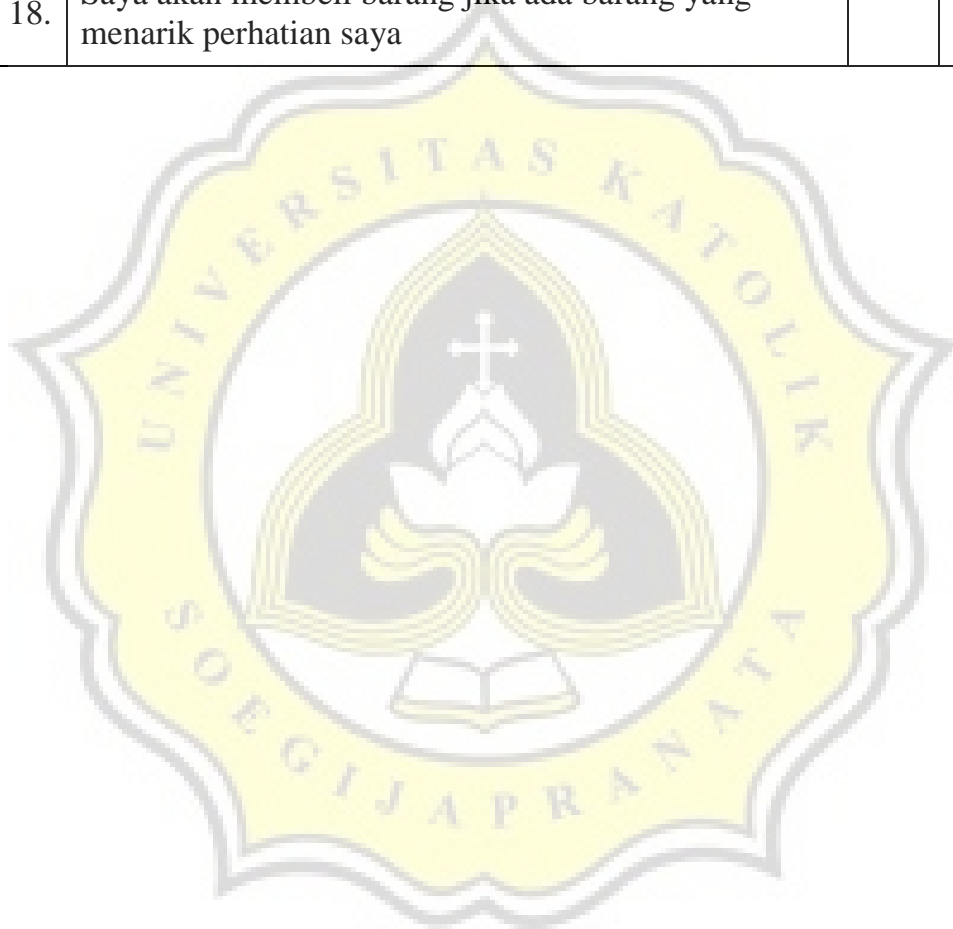 18.
Saya akan membeli barang jika ada barang yang
menarik perhatian saya
UNIVERSITAS KATOLIK
SOEGIJAPRANATA